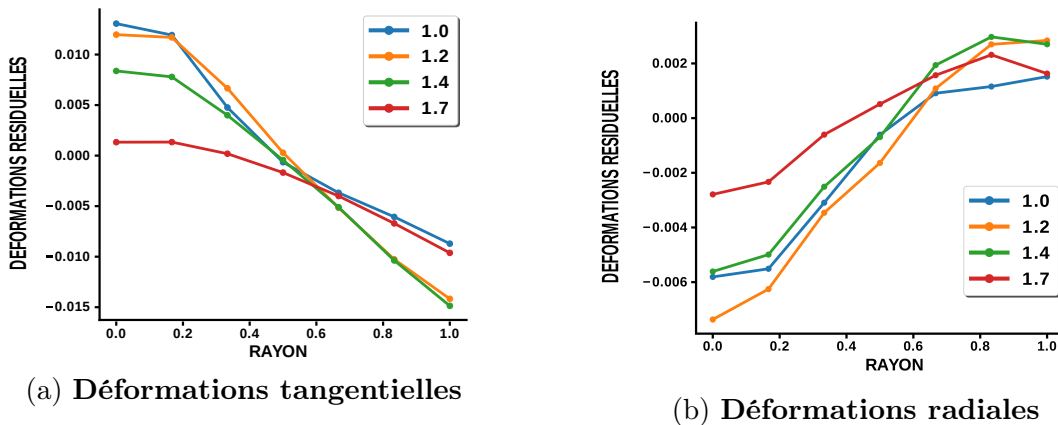 DEFORMATIONS RESIDUELLES
0.010
0.005
0.000
−0.005
−0.010
−0.015
1.0
1.2
1.4
1.7
0.0 0.2 0.4 0.6 0.8 1.0
RAYON
(a) Déformations tangentielles
DEFORMATIONS RESIDUELLES
0.002
0.000
−0.002
−0.004
−0.006
1.0
1.2
1.4
1.7
0.0 0.2 0.4 0.6 0.8 1.0
RAYON
(b) Déformations radiales